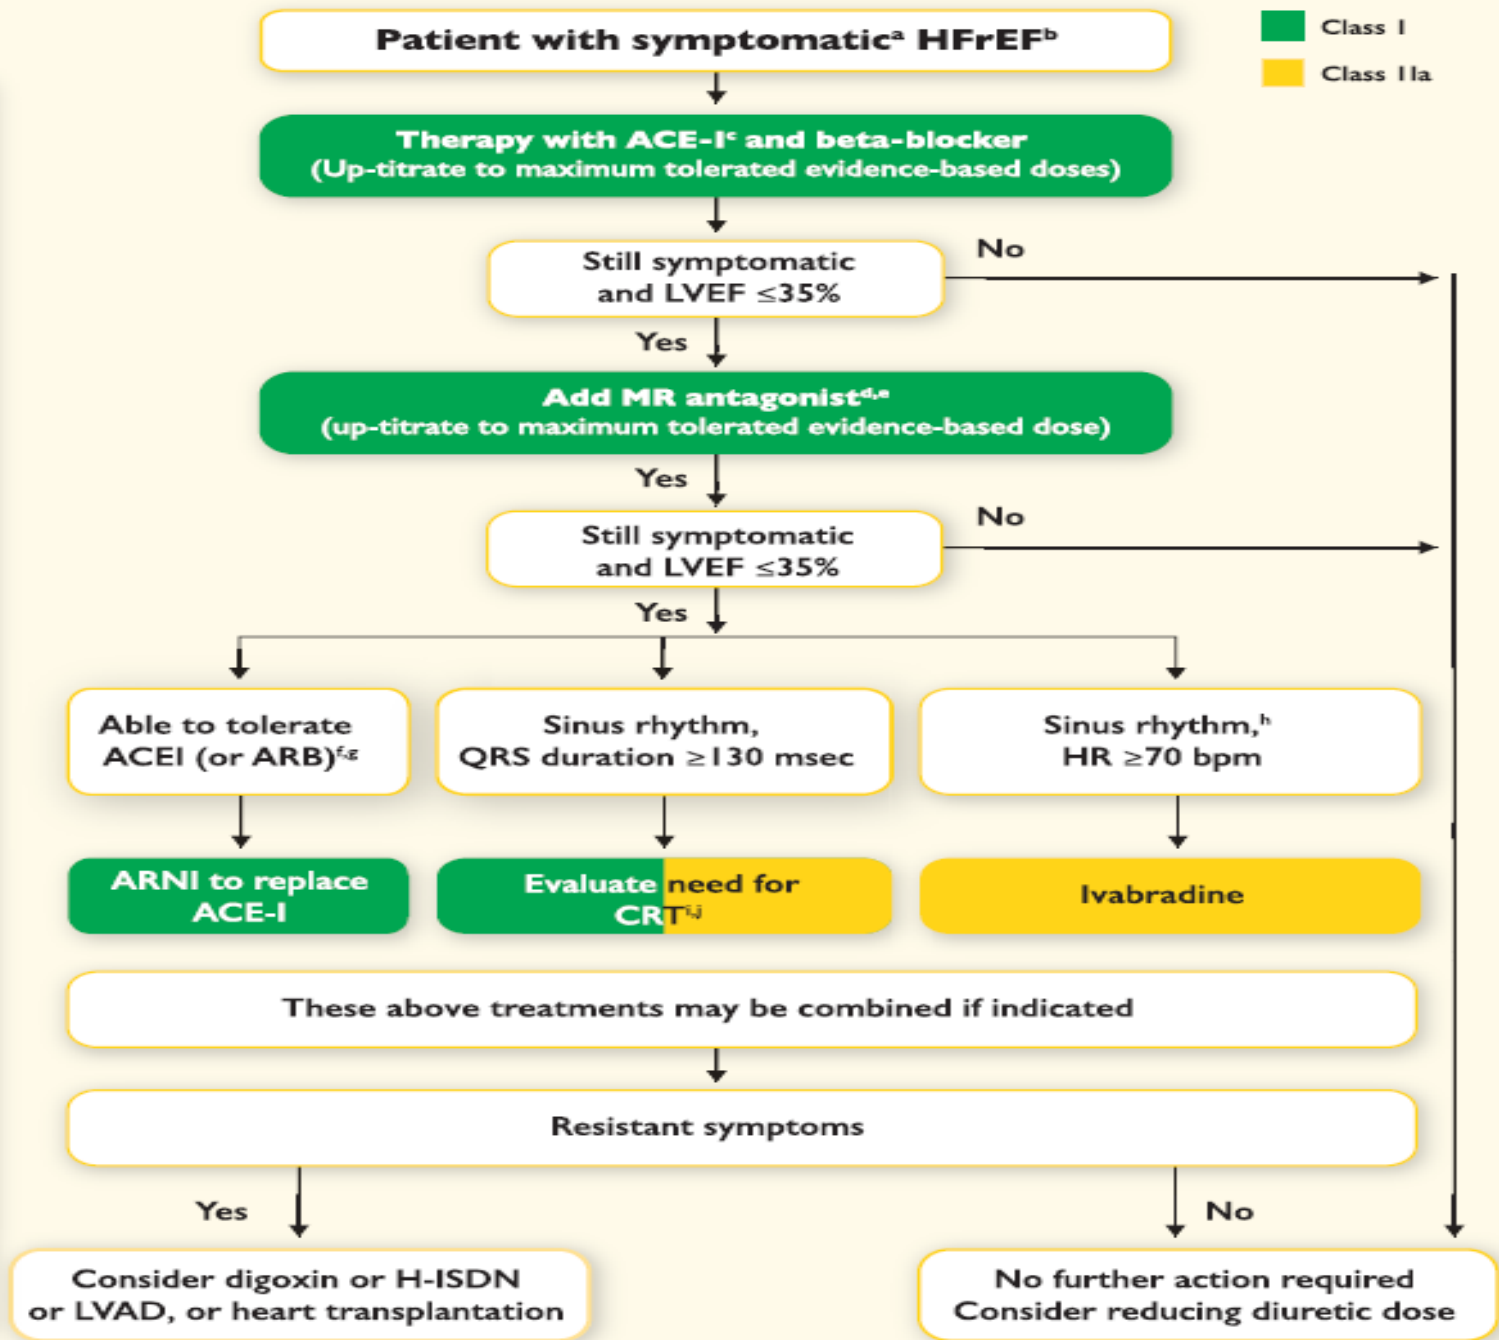 Patient with symptomaticᵃ HFrEFᵇ
Class I
Class IIa
Therapy with ACE-Iᶜ and beta-blocker
(Up-titrate to maximum tolerated evidence-based doses)
Still symptomatic
and LVEF ≤35%
No
Yes
Add MR antagonistᵈ,ᵉ
(up-titrate to maximum tolerated evidence-based dose)
Yes
Still symptomatic
and LVEF ≤35%
No
Yes
Able to tolerate
ACEI (or ARB)ᶠ,ᵍ
Sinus rhythm,
QRS duration ≥130 msec
Sinus rhythm,ʰ
HR ≥70 bpm
ARNI to replace
ACE-I
Evaluate need for
CRTⁱ,ʲ
Ivabradine
These above treatments may be combined if indicated
Resistant symptoms
Yes
No
Consider digoxin or H-ISDN
or LVAD, or heart transplantation
No further action required
Consider reducing diuretic dose